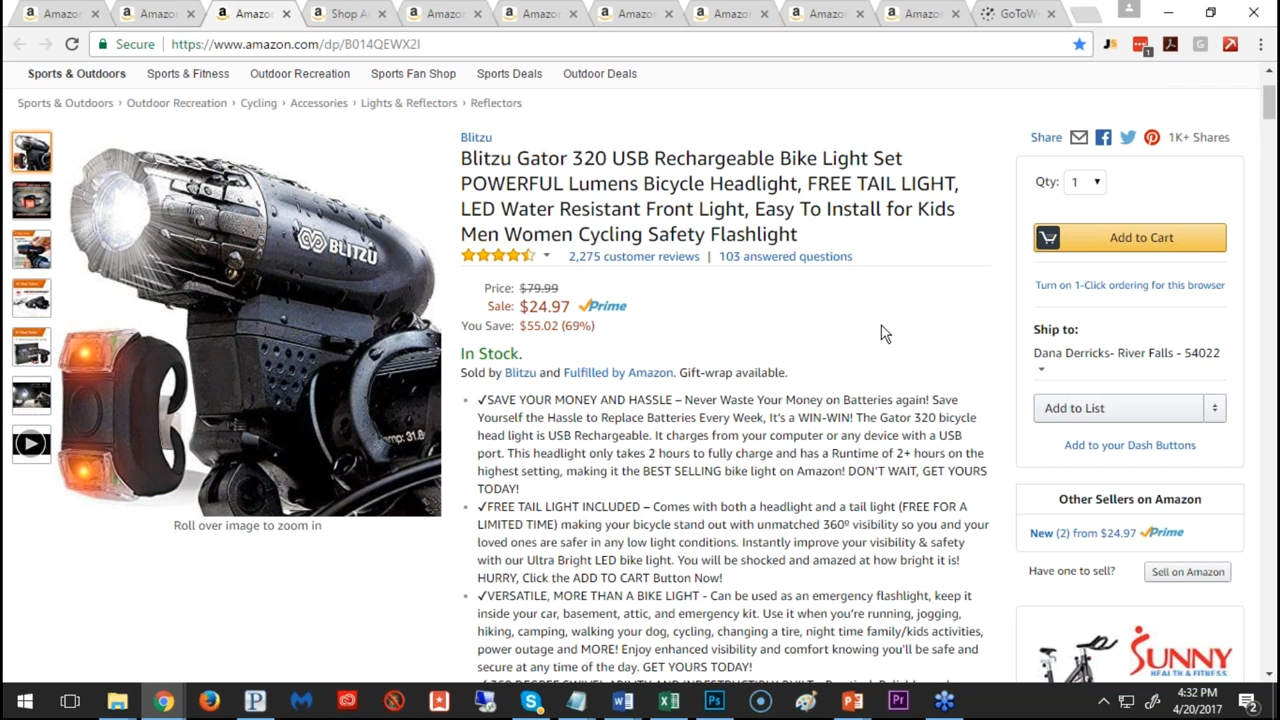 Amazon
Amazon
Amazon
Shop A
Amazon
Amazon
Amazon
Amazon
Amazon
Amazon
GoToW
Secure
https://www.amazon.com/dp/B014QEWX2I
Sports & Outdoors
Sports & Fitness
Outdoor Recreation
Sports Fan Shop
Sports Deals
Outdoor Deals
Sports & Outdoors › Outdoor Recreation › Cycling › Accessories › Lights & Reflectors › Reflectors
BLITZU
Roll over image to zoom in
Blitzu
Blitzu Gator 320 USB Rechargeable Bike Light Set
POWERFUL Lumens Bicycle Headlight, FREE TAIL LIGHT,
LED Water Resistant Front Light, Easy To Install for Kids
Men Women Cycling Safety Flashlight
2,275 customer reviews | 103 answered questions
Price: $79.99
Sale: $24.97 Prime
You Save: $55.02 (69%)
In Stock.
Sold by Blitzu and Fulfilled by Amazon. Gift-wrap available.
• ✓SAVE YOUR MONEY AND HASSLE – Never Waste Your Money on Batteries again! Save
Yourself the Hassle to Replace Batteries Every Week, It's a WIN-WIN! The Gator 320 bicycle
head light is USB Rechargeable. It charges from your computer or any device with a USB
port. This headlight only takes 2 hours to fully charge and has a Runtime of 2+ hours on the
highest setting, making it the BEST SELLING bike light on Amazon! DON'T WAIT, GET YOURS
TODAY!
• ✓FREE TAIL LIGHT INCLUDED – Comes with both a headlight and a tail light (FREE FOR A
LIMITED TIME) making your bicycle stand out with unmatched 360º visibility so you and your
loved ones are safer in any low light conditions. Instantly improve your visibility & safety
with our Ultra Bright LED bike light. You will be shocked and amazed at how bright it is!
HURRY, Click the ADD TO CART Button Now!
• ✓VERSATILE, MORE THAN A BIKE LIGHT - Can be used as an emergency flashlight, keep it
inside your car, basement, attic, and emergency kit. Use it when you're running, jogging,
hiking, camping, walking your dog, cycling, changing a tire, night time family/kids activities,
power outage and MORE! Enjoy enhanced visibility and comfort knowing you'll be safe and
secure at any time of the day. GET YOURS TODAY!
Share
1K+ Shares
Qty: 1
Add to Cart
Turn on 1-Click ordering for this browser
Ship to:
Dana Derricks- River Falls - 54022
Add to List
Add to your Dash Buttons
Other Sellers on Amazon
New (2) from $24.97 Prime
Have one to sell?
Sell on Amazon
SUNNY
HEALTH & FITNESS
4:32 PM
4/20/2017